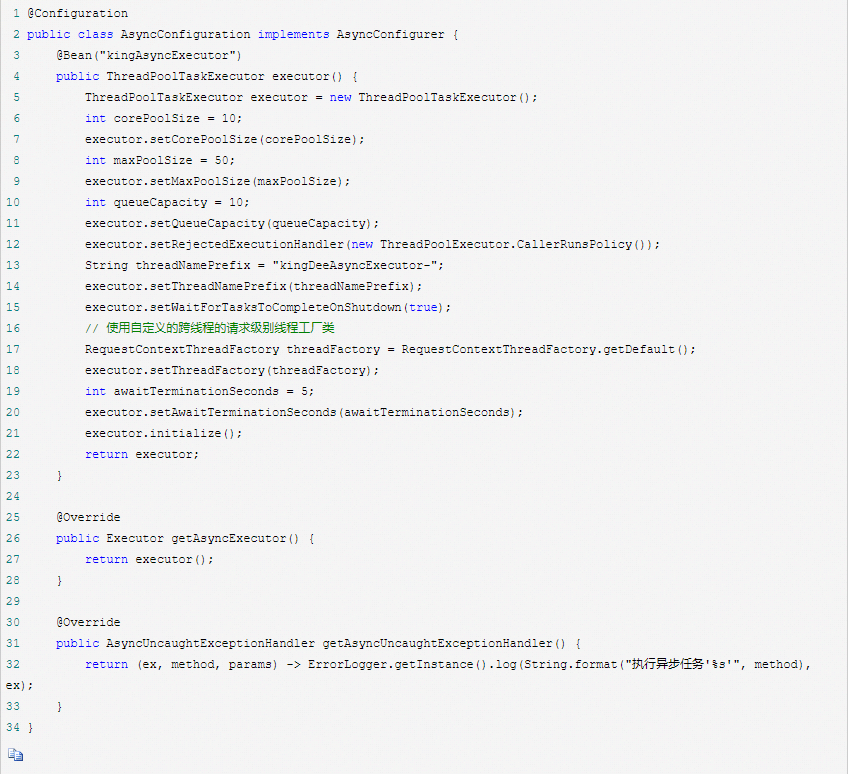 1 @Configuration
2 public class AsyncConfiguration implements AsyncConfigurer {
3     @Bean("kingAsyncExecutor")
4     public ThreadPoolTaskExecutor executor() {
5         ThreadPoolTaskExecutor executor = new ThreadPoolTaskExecutor();
6         int corePoolSize = 10;
7         executor.setCorePoolSize(corePoolSize);
8         int maxPoolSize = 50;
9         executor.setMaxPoolSize(maxPoolSize);
10         int queueCapacity = 10;
11         executor.setQueueCapacity(queueCapacity);
12         executor.setRejectedExecutionHandler(new ThreadPoolExecutor.CallerRunsPolicy());
13         String threadNamePrefix = "kingDeeAsyncExecutor-";
14         executor.setThreadNamePrefix(threadNamePrefix);
15         executor.setWaitForTasksToCompleteOnShutdown(true);
16         // 使用自定义的跨线程的请求级别线程工厂类
17         RequestContextThreadFactory threadFactory = RequestContextThreadFactory.getDefault();
18         executor.setThreadFactory(threadFactory);
19         int awaitTerminationSeconds = 5;
20         executor.setAwaitTerminationSeconds(awaitTerminationSeconds);
21         executor.initialize();
22         return executor;
23     }
24
25     @Override
26     public Executor getAsyncExecutor() {
27         return executor();
28     }
29
30     @Override
31     public AsyncUncaughtExceptionHandler getAsyncUncaughtExceptionHandler() {
32         return (ex, method, params) -> ErrorLogger.getInstance().log(String.format("执行异步任务'%s'", method),
ex);
33     }
34 }